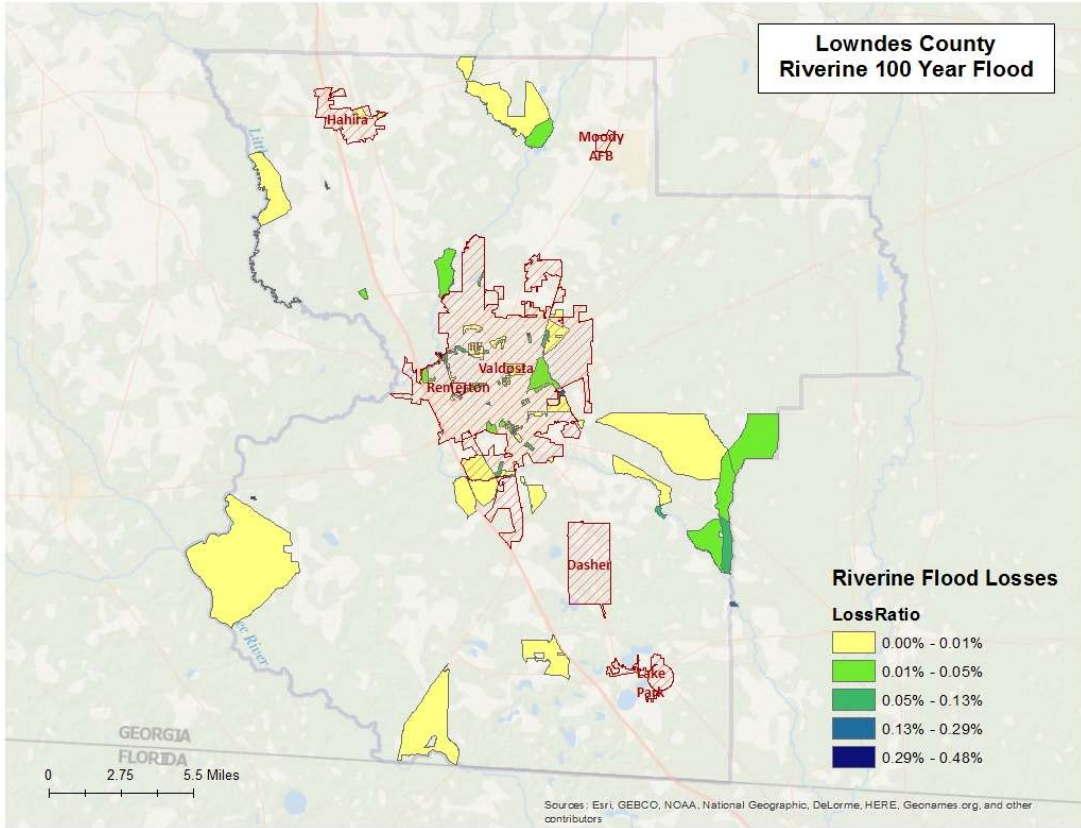 Lowndes County
Riverine 100 Year Flood
Hahira
Moody
AFB
Valdosta
Remerton
Dasher
Lake
Park
River
GEORGIA
FLORIDA
0 2.75 5.5 Miles
Riverine Flood Losses
LossRatio
0.00% - 0.01%
0.01% - 0.05%
0.05% - 0.13%
0.13% - 0.29%
0.29% - 0.48%
Sources: Esri, GEBCO, NOAA, National Geographic, DeLorme, HERE, Geonames.org, and other
contributors